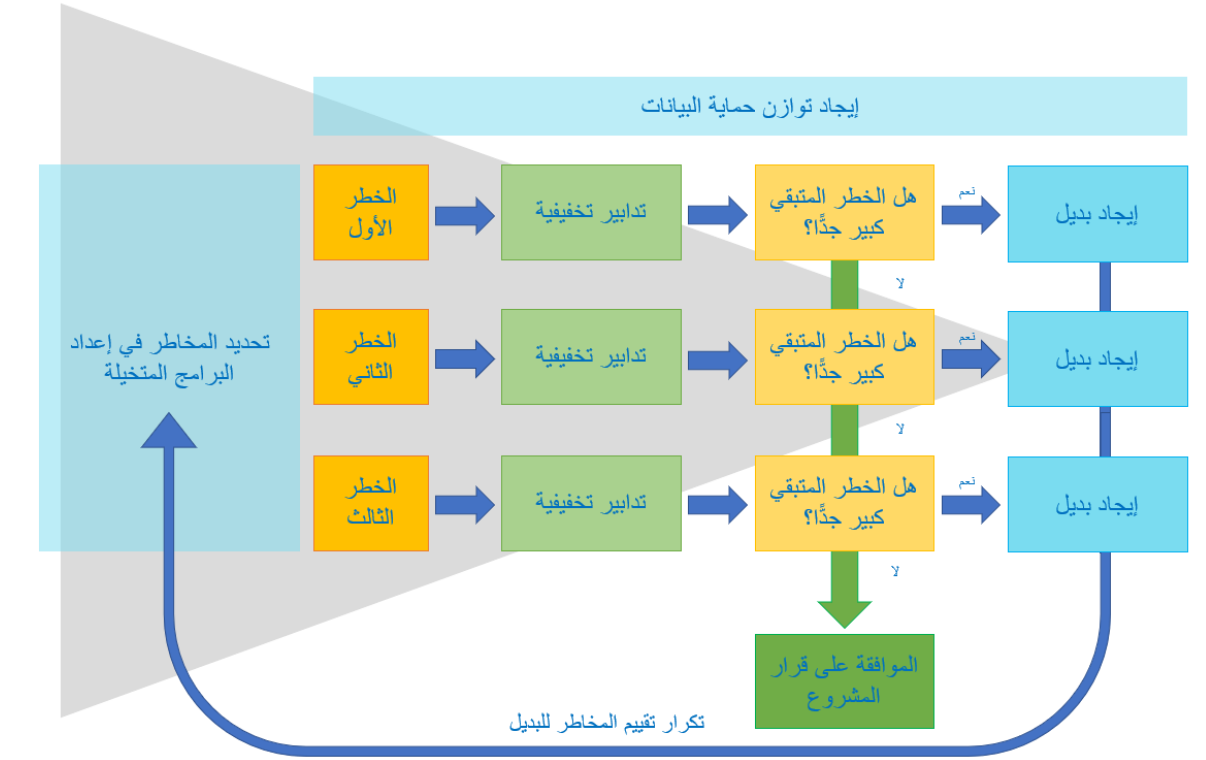 إيجاد توازن حماية البيانات
تحديد المخاطر في إعداد
البرامج المتخيلة
الخطر
الأول
تدابير تخفيفية
هل الخطر المتبقي
كبير جدًّا؟
نعم
إيجاد بديل
لا
الخطر
الثاني
تدابير تخفيفية
هل الخطر المتبقي
كبير جدًّا؟
نعم
إيجاد بديل
لا
الخطر
الثالث
تدابير تخفيفية
هل الخطر المتبقي
كبير جدًّا؟
نعم
إيجاد بديل
لا
الموافقة على قرار
المشروع
تكرار تقييم المخاطر للبديل